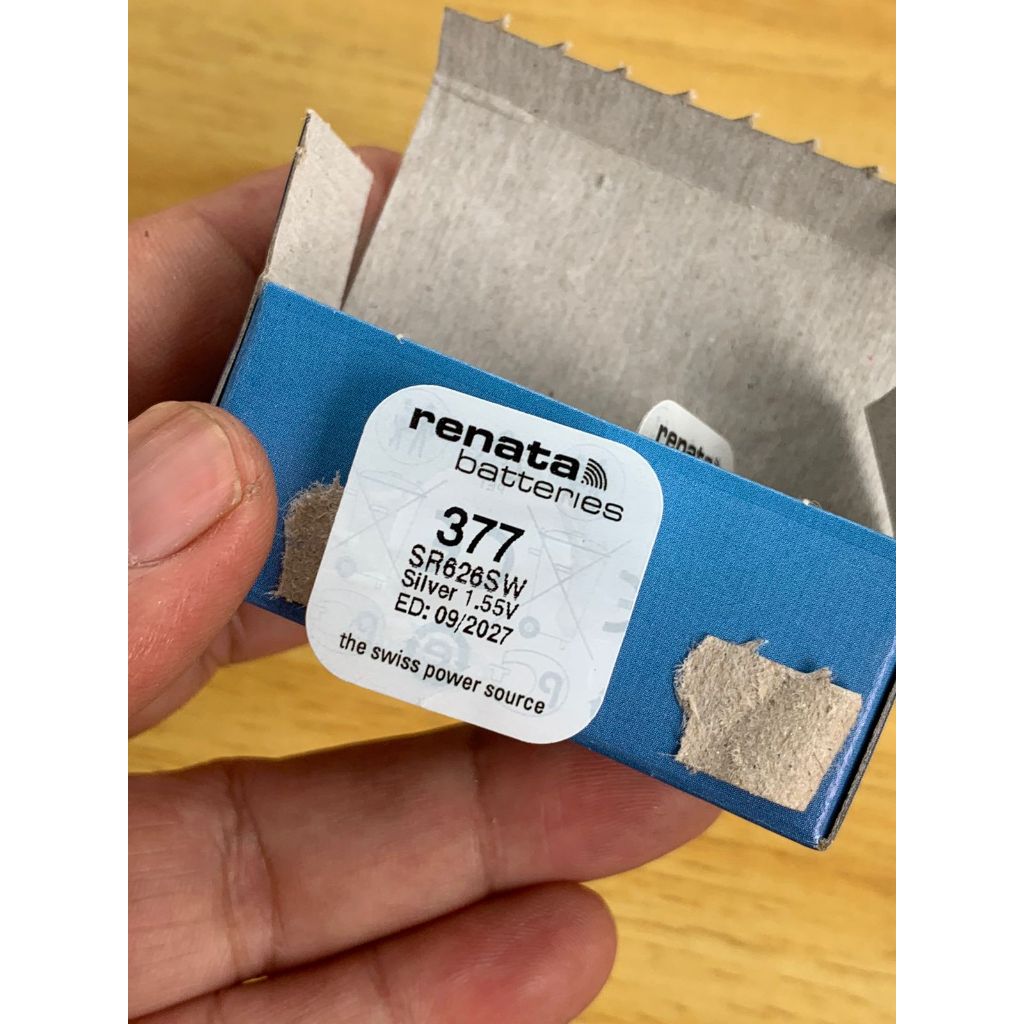 renata
batteries
377
SR626SW
Silver 1.55V
ED: 09/2027
the swiss power source
renata